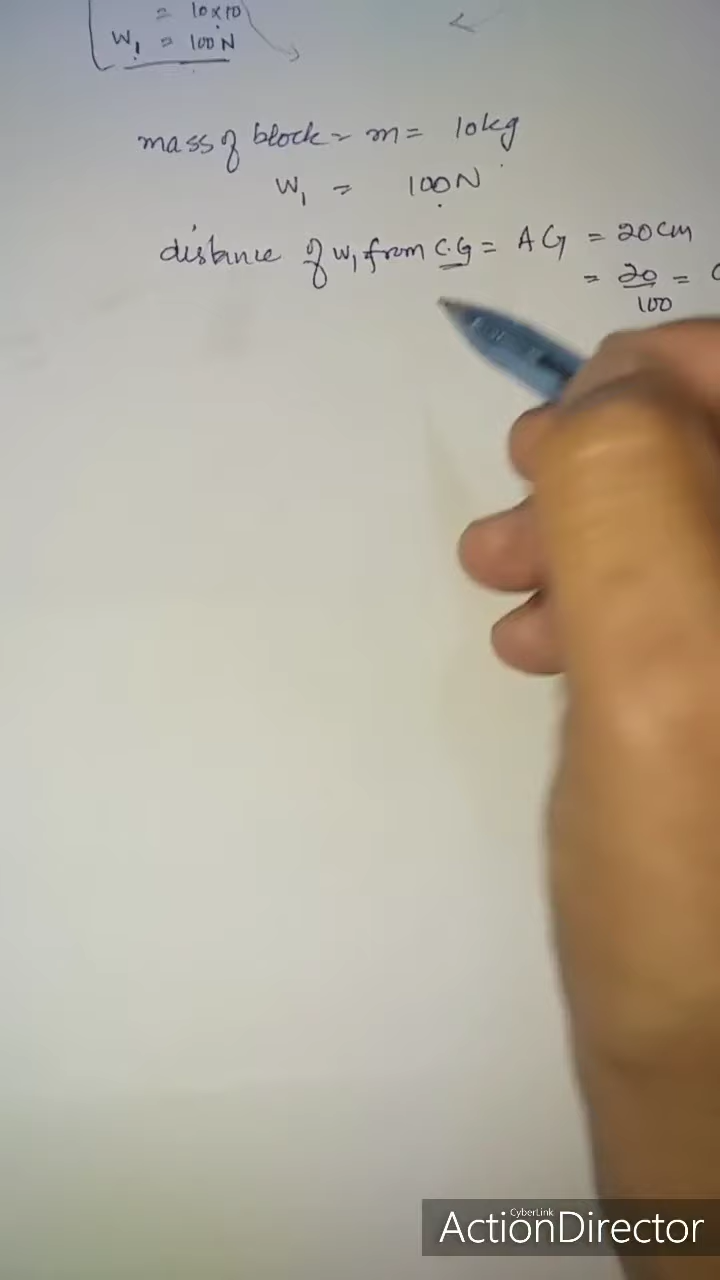 = 10×10
W₁ = 100N
mass of block = m = 10kg
W₁ = 100N
distance of W₁ from C.G = AG = 20cm
= 20/100 =
CyberLink
ActionDirector